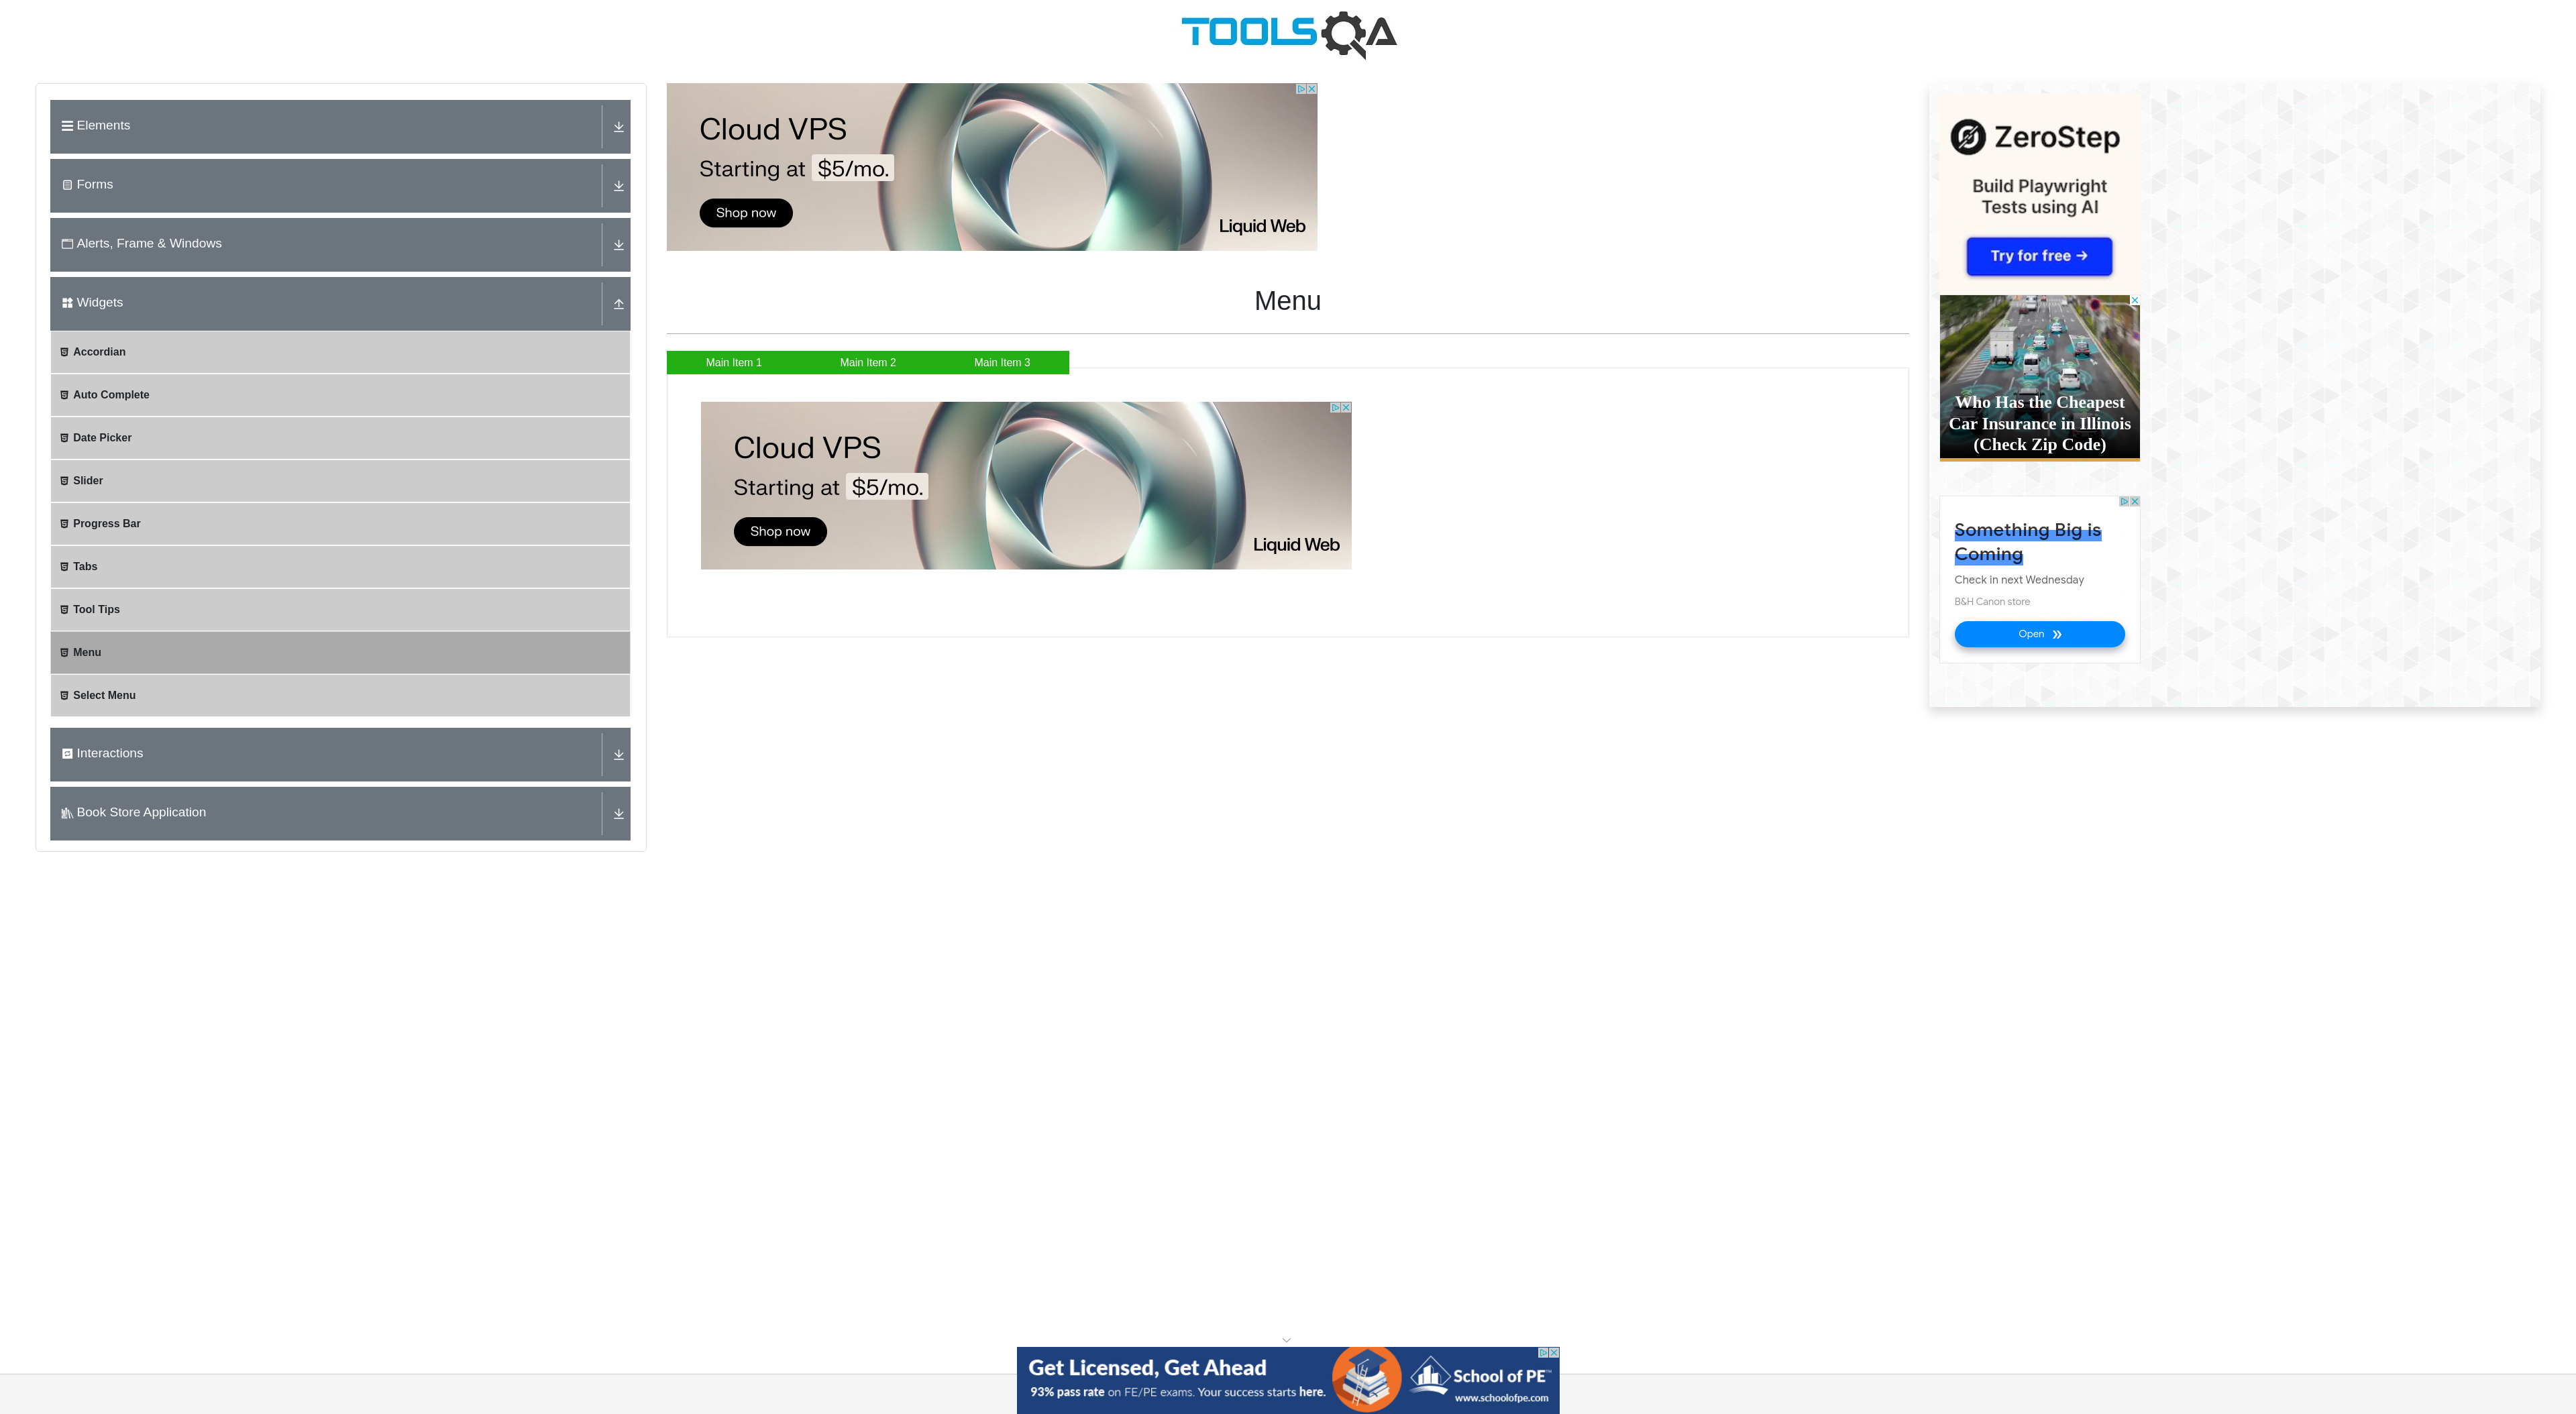 TOOLSQA
Elements
Forms
Alerts, Frame & Windows
Widgets
Accordian
Auto Complete
Date Picker
Slider
Progress Bar
Tabs
Tool Tips
Menu
Select Menu
Interactions
Book Store Application
Cloud VPS
Starting at $5/mo.
Shop now
Liquid Web
Menu
Main Item 1
Main Item 2
Main Item 3
Cloud VPS
Starting at $5/mo.
Shop now
Liquid Web
ZeroStep
Build Playwright
Tests using AI
Try for free →
Who Has the Cheapest
Car Insurance in Illinois
(Check Zip Code)
Something Big is
Coming
Check in next Wednesday
B&H Canon store
Open
Get Licensed, Get Ahead
93% pass rate on FE/PE exams. Your success starts here.
School of PE™
www.schoolofpe.com